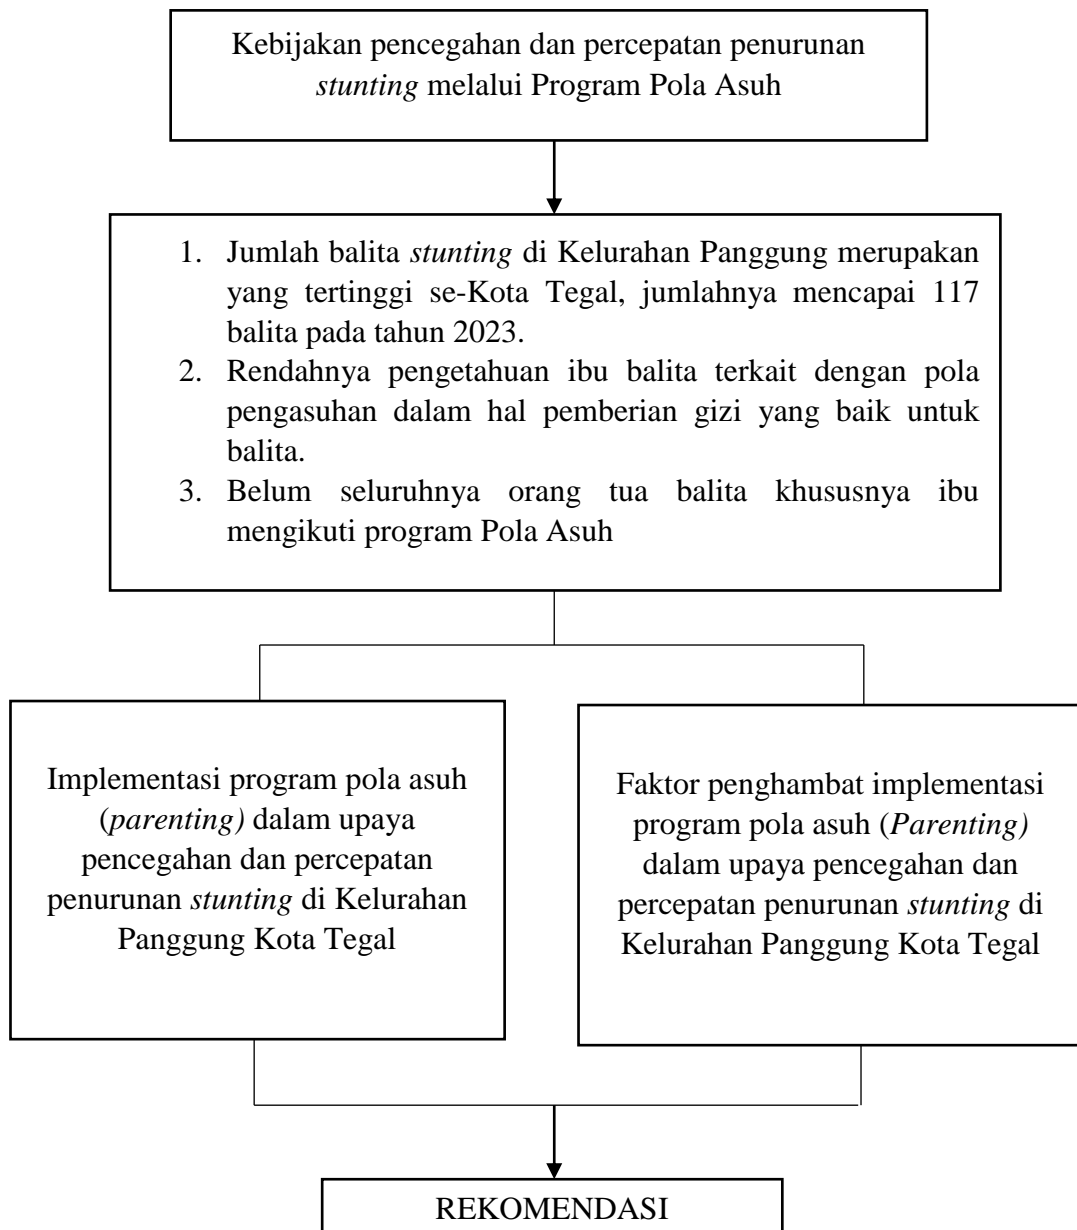 Kebijakan pencegahan dan percepatan penurunan
stunting melalui Program Pola Asuh
1. Jumlah balita stunting di Kelurahan Panggung merupakan
yang tertinggi se-Kota Tegal, jumlahnya mencapai 117
balita pada tahun 2023.
2. Rendahnya pengetahuan ibu balita terkait dengan pola
pengasuhan dalam hal pemberian gizi yang baik untuk
balita.
3. Belum seluruhnya orang tua balita khususnya ibu
mengikuti program Pola Asuh
Implementasi program pola asuh
(parenting) dalam upaya
pencegahan dan percepatan
penurunan stunting di Kelurahan
Panggung Kota Tegal
Faktor penghambat implementasi
program pola asuh (Parenting)
dalam upaya pencegahan dan
percepatan penurunan stunting di
Kelurahan Panggung Kota Tegal
REKOMENDASI